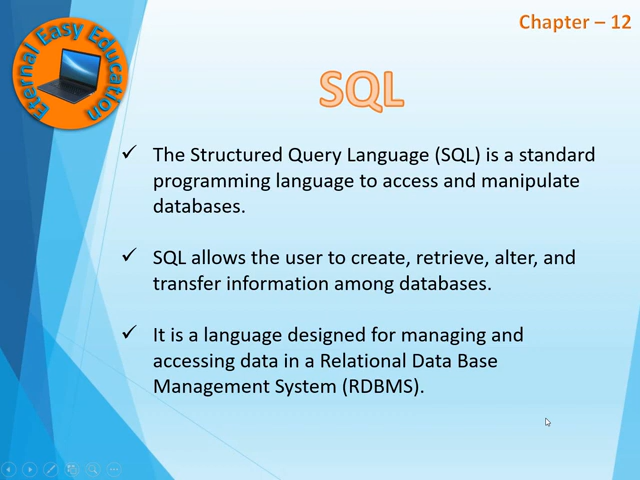 Chapter – 12
Eternal Easy Education
SQL
✓ The Structured Query Language (SQL) is a standard
programming language to access and manipulate
databases.
✓ SQL allows the user to create, retrieve, alter, and
transfer information among databases.
✓ It is a language designed for managing and
accessing data in a Relational Data Base
Management System (RDBMS).